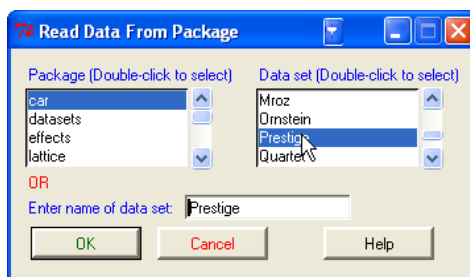 Read Data From Package
Package (Double-click to select) Data set (Double-click to select)
car Mroz
datasets Ornstein
effects Prestige
lattice Quartet
OR
Enter name of data set: Prestige
OK Cancel Help